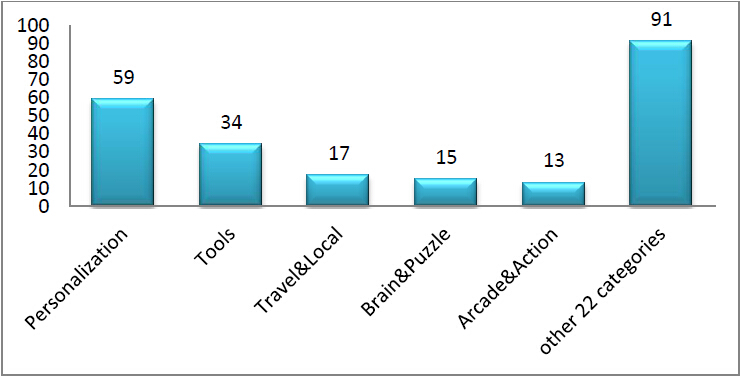 100
90
80
70
60
50
40
30
20
10
0
59
34
17
15
13
91
Personalization
Tools
Travel&Local
Brain&Puzzle
Arcade&Action
other 22 categories